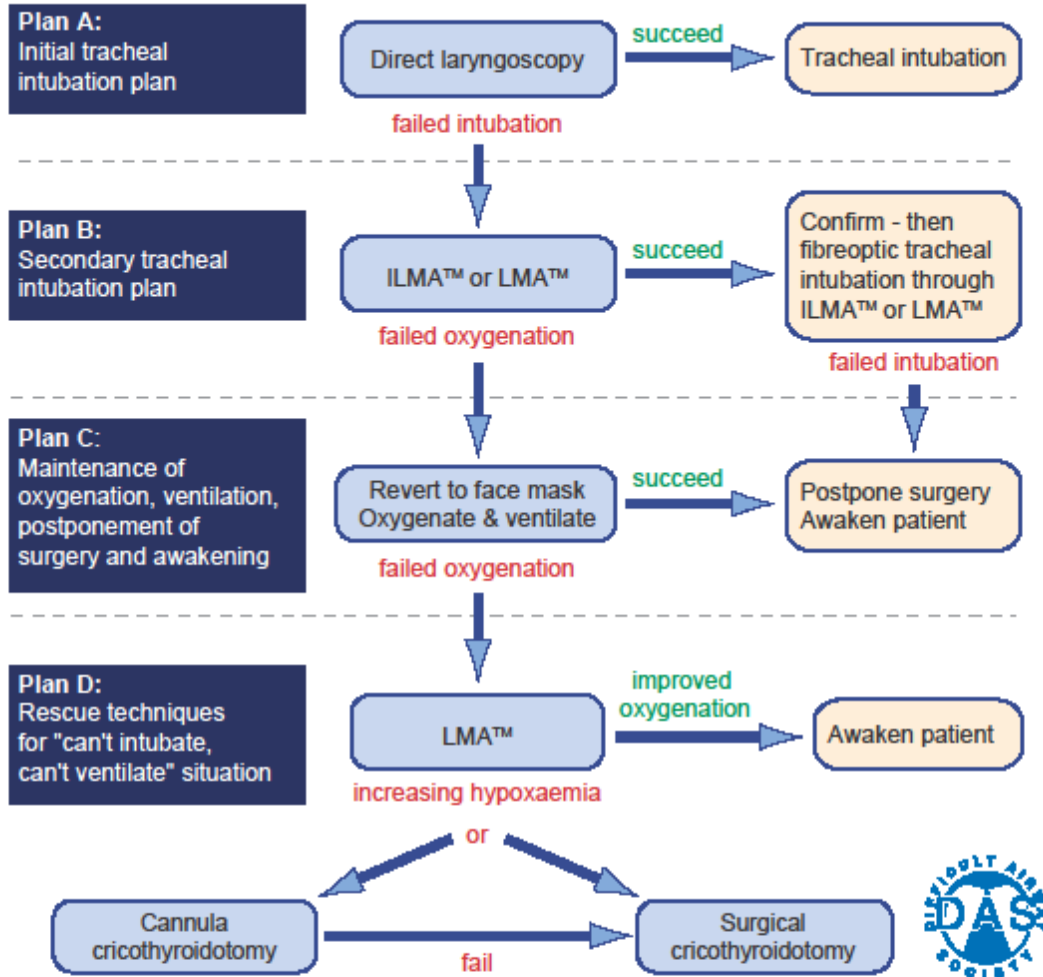 Plan A:
Initial tracheal
intubation plan
Direct laryngoscopy
succeed
Tracheal intubation
failed intubation
Plan B:
Secondary tracheal
intubation plan
ILMA™ or LMA™
succeed
Confirm - then
fibreoptic tracheal
intubation through
ILMA™ or LMA™
failed oxygenation
failed intubation
Plan C:
Maintenance of
oxygenation, ventilation,
postponement of
surgery and awakening
Revert to face mask
Oxygenate & ventilate
succeed
Postpone surgery
Awaken patient
failed oxygenation
Plan D:
Rescue techniques
for "can't intubate,
can't ventilate" situation
LMA™
improved
oxygenation
Awaken patient
increasing hypoxaemia
or
Cannula
cricothyroidotomy
fail
Surgical
cricothyroidotomy
DIFFICULT
DAS
SOCIETY